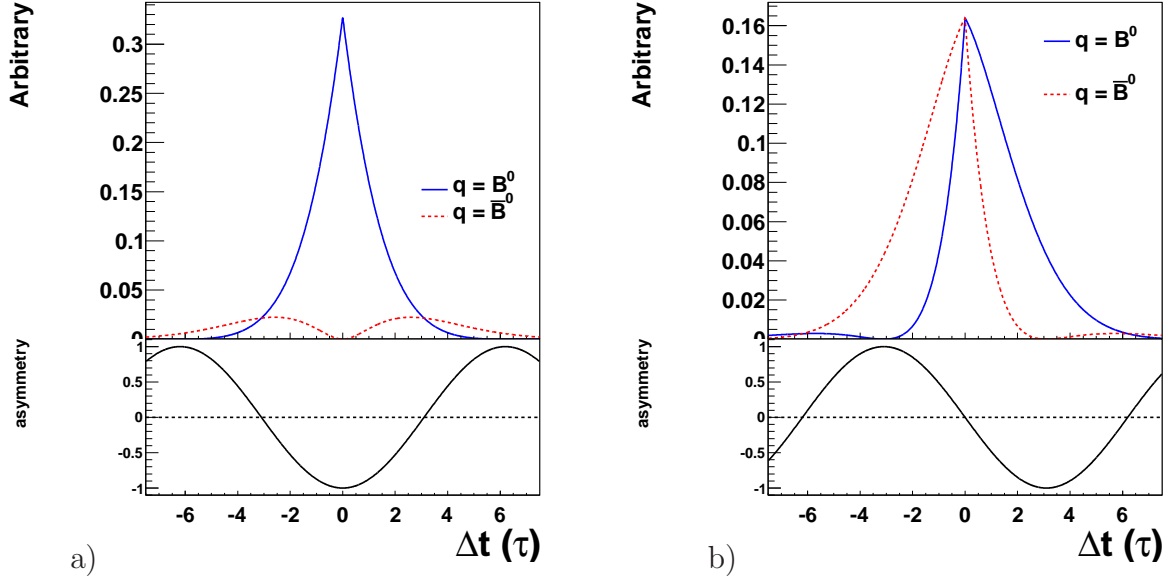 Arbitrary
0.3
0.25
0.2
0.15
0.1
0.05
0
q = B⁰
q = B̅⁰
asymmetry
1
0.5
0
-0.5
-1
-6 -4 -2 0 2 4 6
Δt (τ)
a)
Arbitrary
0.16
0.14
0.12
0.1
0.08
0.06
0.04
0.02
0
q = B⁰
q = B̅⁰
asymmetry
1
0.5
0
-0.5
-1
-6 -4 -2 0 2 4 6
Δt (τ)
b)